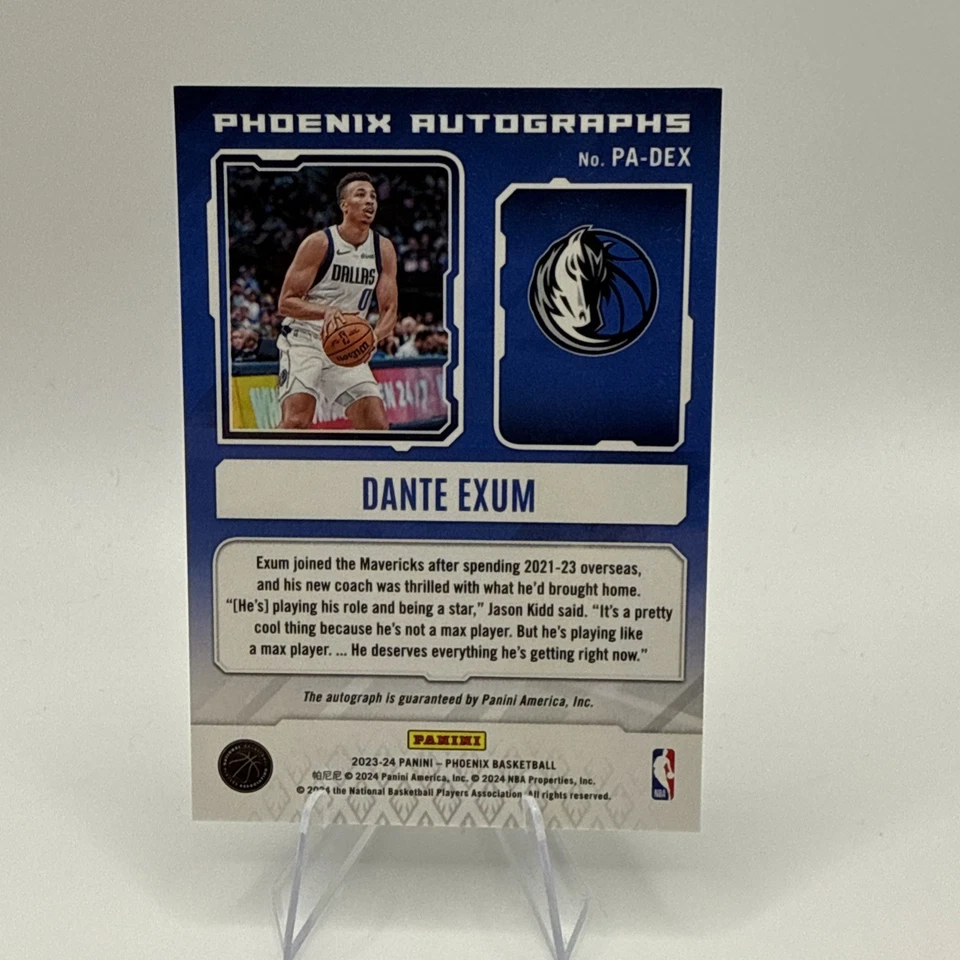 PHOENIX AUTOGRAPHS
No. PA-DEX
DALLAS
0
DANTE EXUM
Exum joined the Mavericks after spending 2021-23 overseas,
and his new coach was thrilled with what he'd brought home.
"[He's] playing his role and being a star," Jason Kidd said. "It's a pretty
cool thing because he's not a max player. But he's playing like
a max player. ... He deserves everything he's getting right now."
The autograph is guaranteed by Panini America, Inc.
PANINI
2023-24 PANINI – PHOENIX BASKETBALL
帕尼尼 © 2024 Panini America, Inc. © 2024 NBA Properties, Inc.
© 2024 the National Basketball Players Association. All rights reserved.
NBA